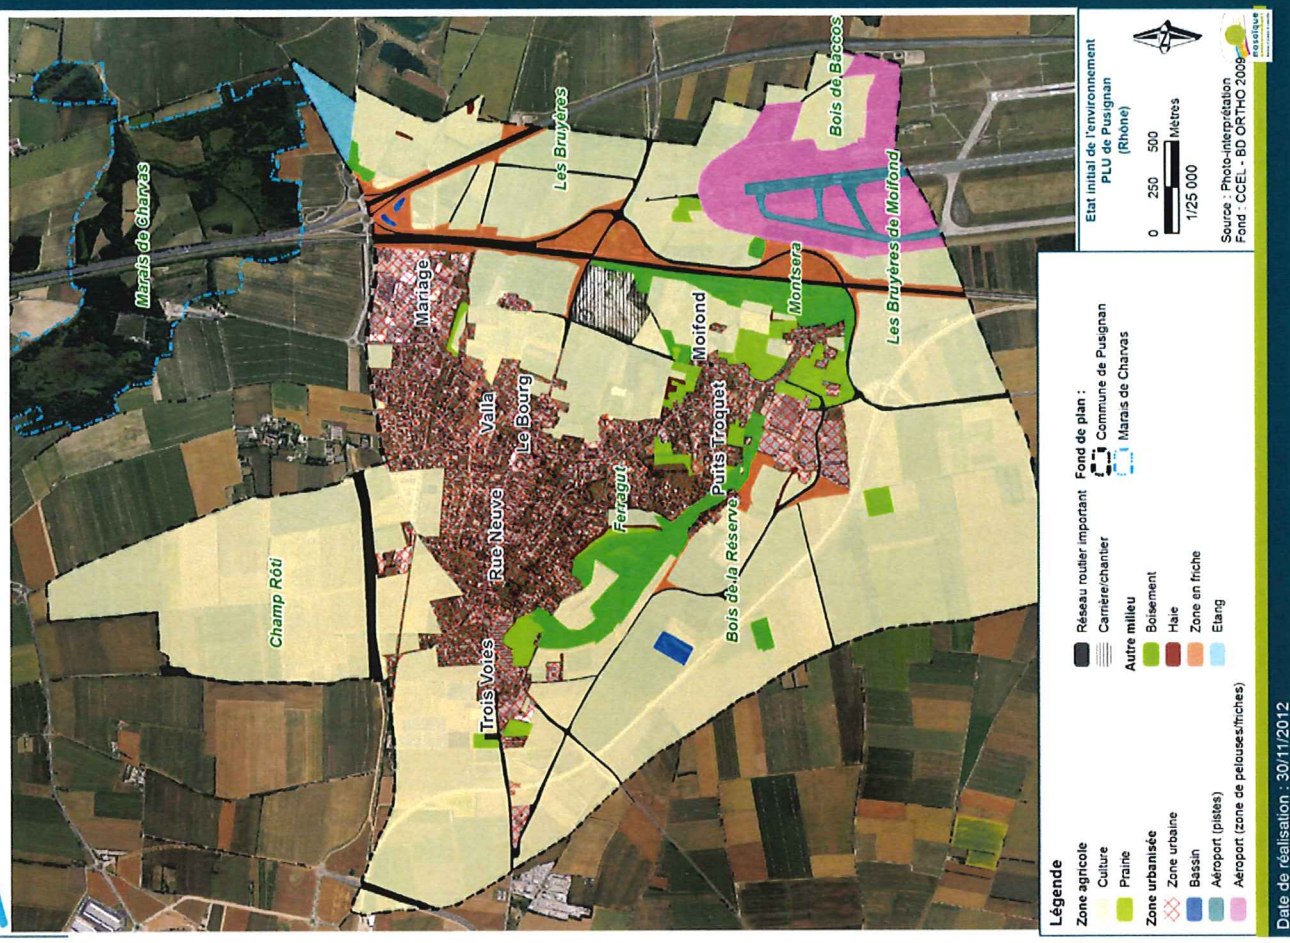 Marais de Charvas
Champ Rôti
Mariage
Les Bruyères
Bois de Baccos
Valla
Le Bourg
Rue Neuve
Trois Voies
Ferragut
Moifond
Puits Troquet
Montsera
Les Bruyères de Moifond
Bois de la Réserve
Légende
Zone agricole
Culture
Prairie
Zone urbanisée
Zone urbaine
Bassin
Aéroport (pistes)
Aéroport (zone de pelouses/friches)
Réseau routier important
Carrière/chantier
Autre milieu
Boisement
Haie
Zone en friche
Etang
Fond de plan :
Commune de Pusignan
Marais de Charvas
Etat initial de l'environnement
PLU de Pusignan
(Rhône)
N
0 250 500
Mètres
1/25 000
Source : Photo-interprétation
Fond : CCEL - BD ORTHO 2009
mosaïque
Date de réalisation : 30/11/2012